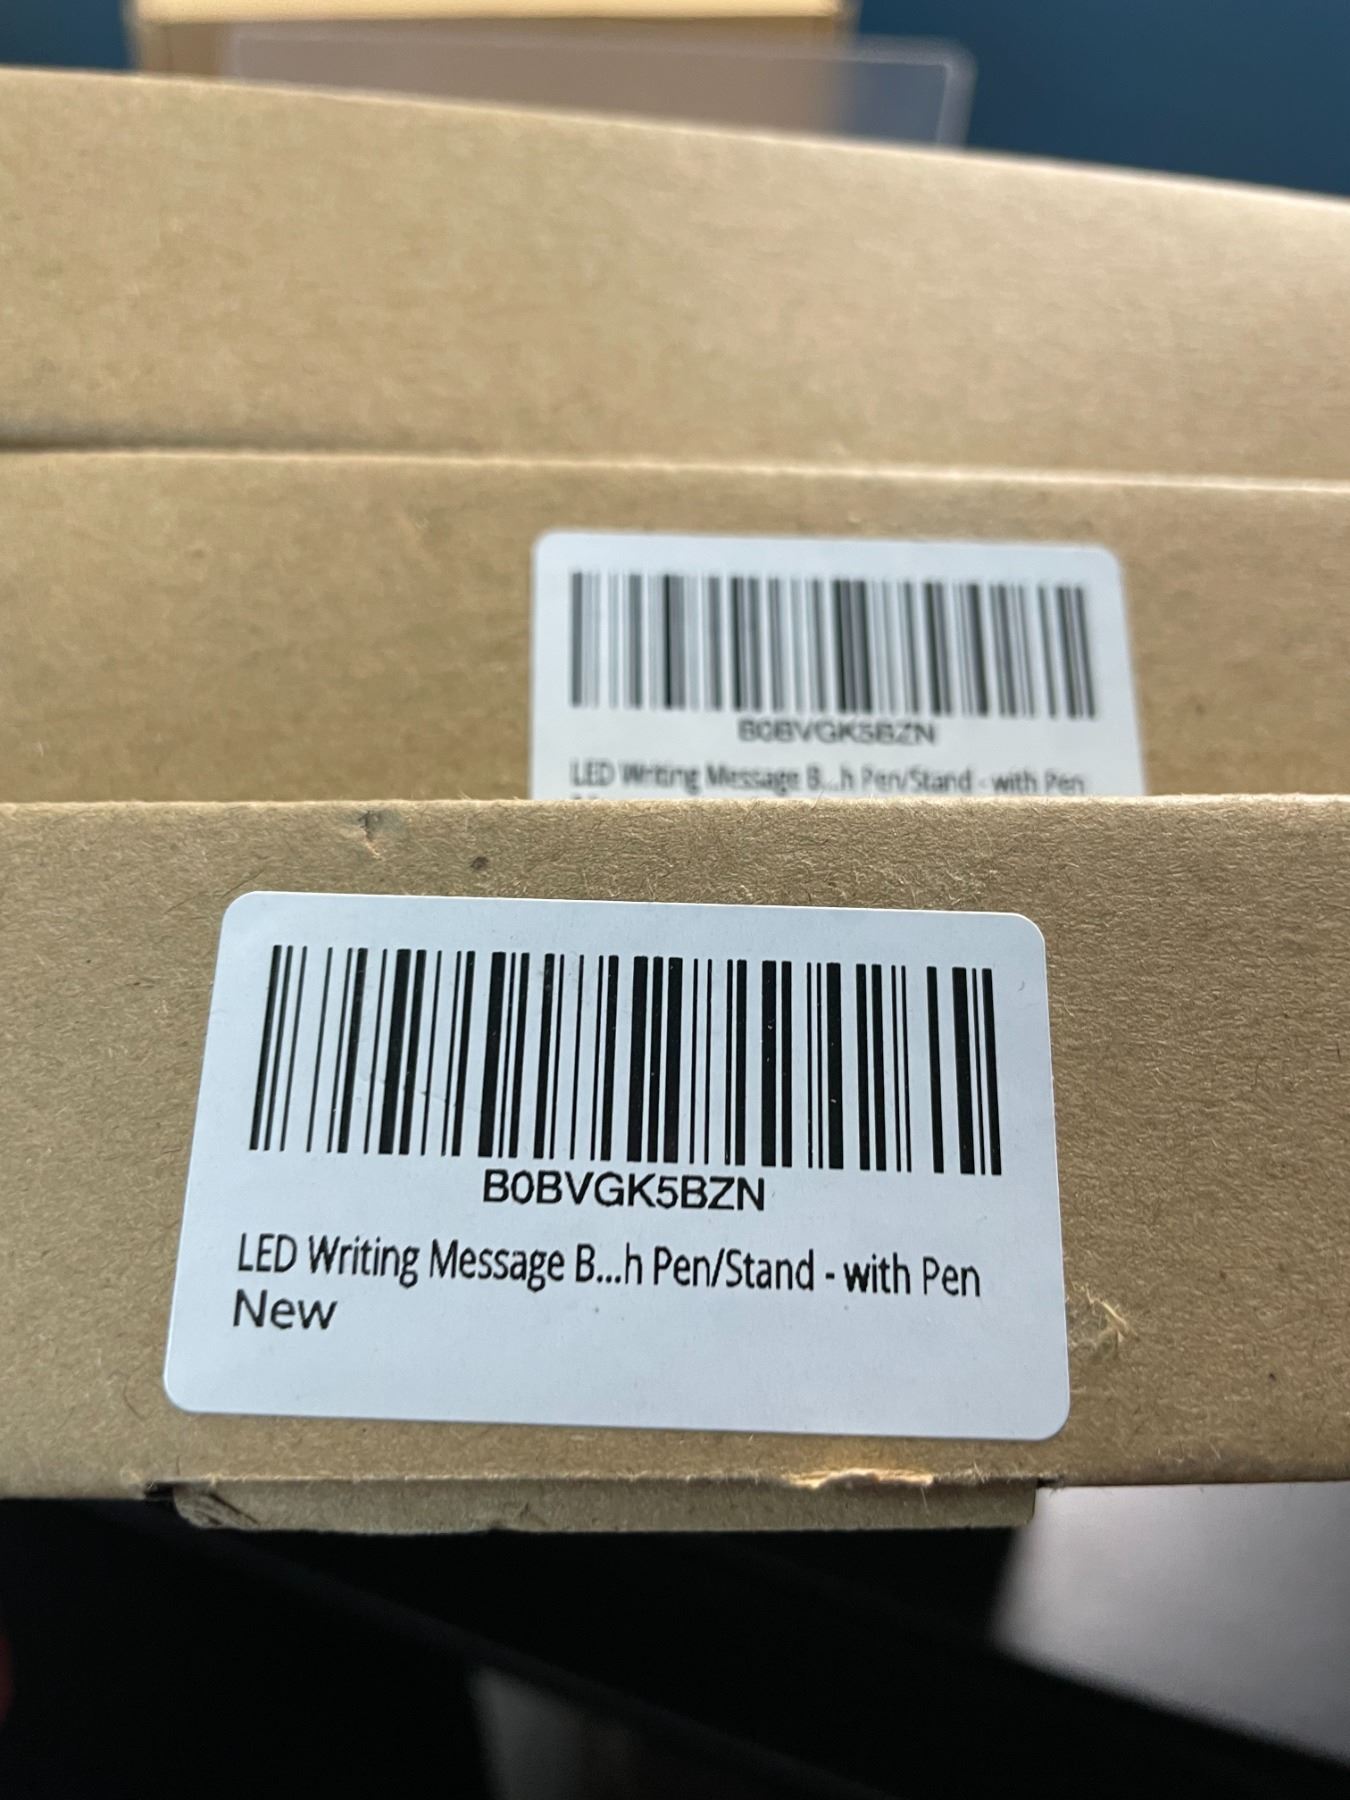 B0BVGK5BZN
LED Writing Message B...h Pen/Stand - with Pen
B0BVGK5BZN
LED Writing Message B...h Pen/Stand - with Pen
New